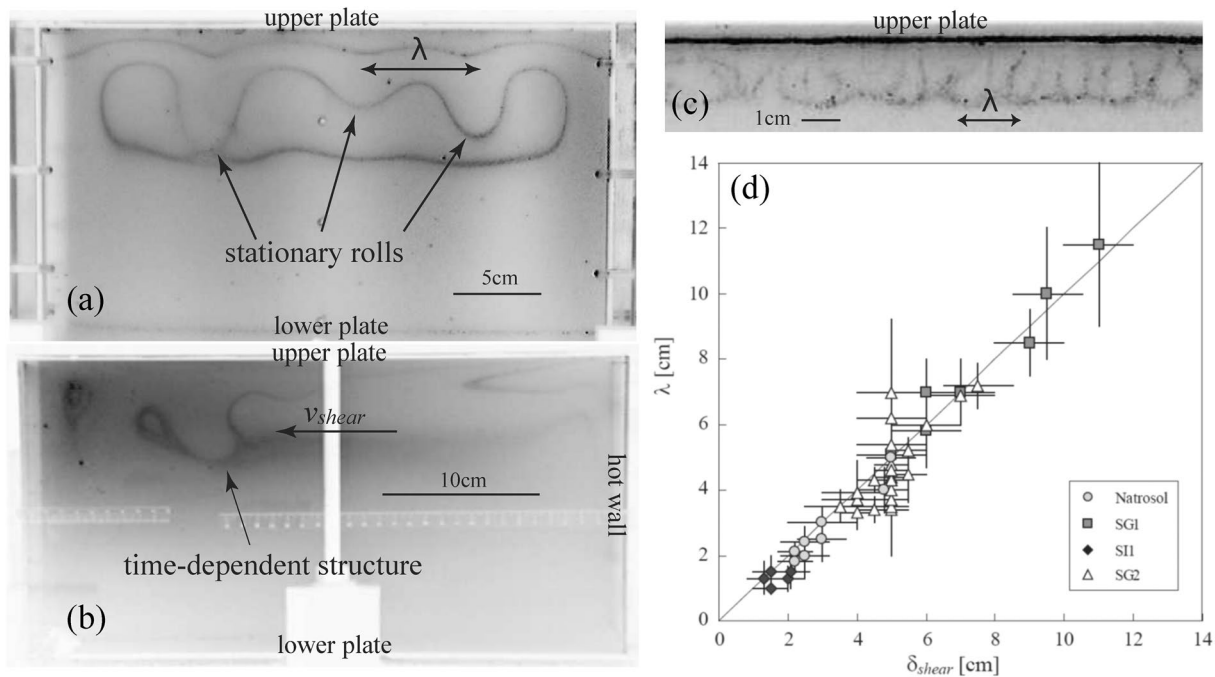 upper plate
(a)
λ
stationary rolls
5cm
lower plate
upper plate
v_shear
10cm
hot wall
time-dependent structure
(b)
lower plate
upper plate
(c)
1cm
λ
(d)
14
12
10
8
6
4
2
0
λ [cm]
Natrosol
SG1
SI1
SG2
0 2 4 6 8 10 12 14
δshear [cm]